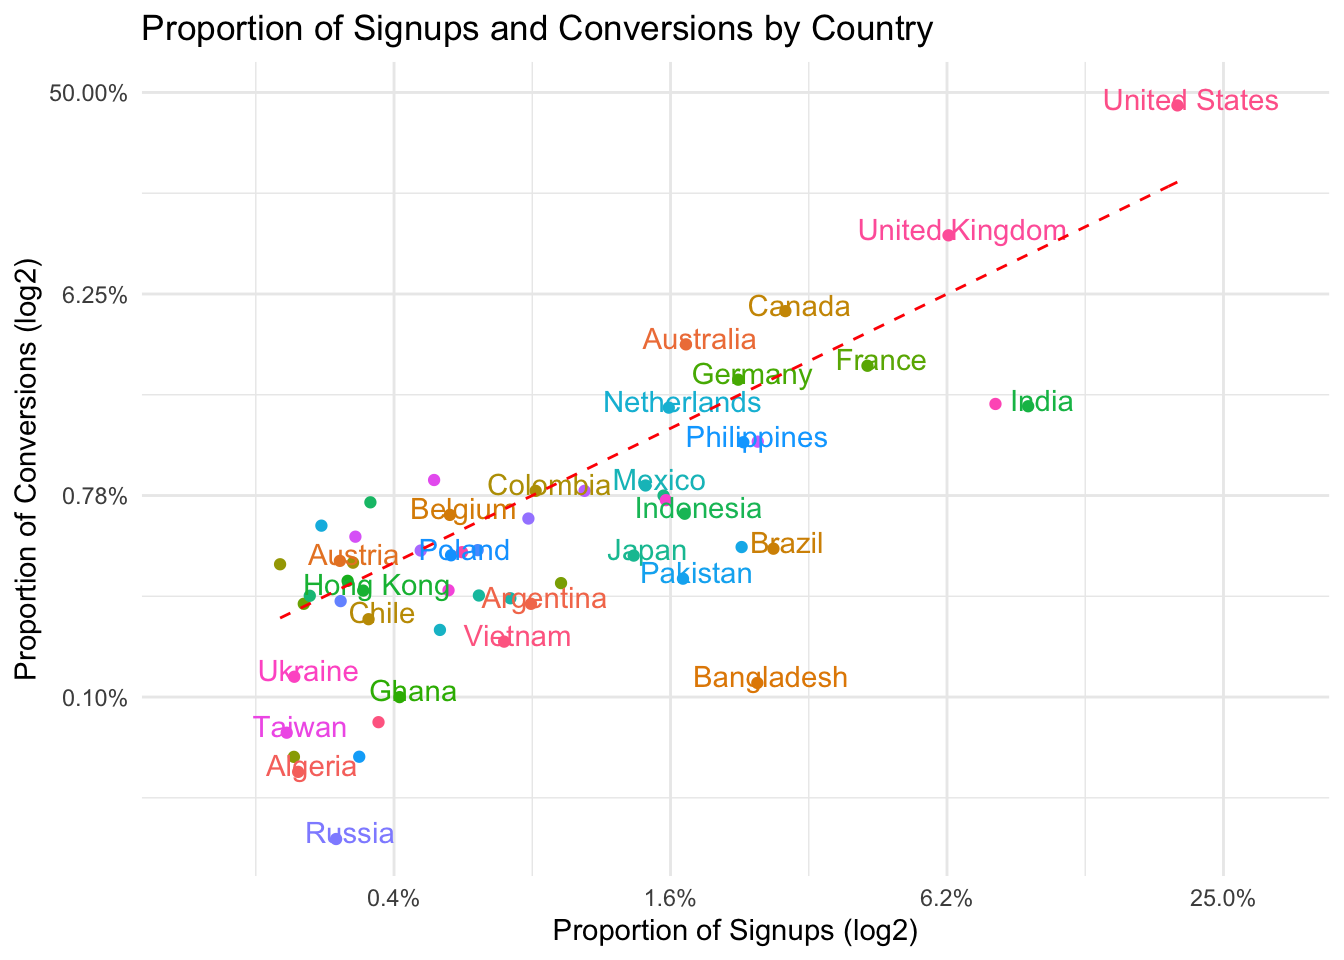 Proportion of Signups and Conversions by Country
50.00%
United States
United Kingdom
6.25%
Canada
Australia
France
Germany
Netherlands
India
Philippines
Mexico
Colombia
0.78%
Belgium
Indonesia
Poland
Japan
Brazil
Austria
Pakistan
Hong Kong
Argentina
Chile
Vietnam
Ukraine
Bangladesh
Ghana
0.10%
Taiwan
Algeria
Russia
Proportion of Conversions (log2)
0.4%
1.6%
6.2%
25.0%
Proportion of Signups (log2)